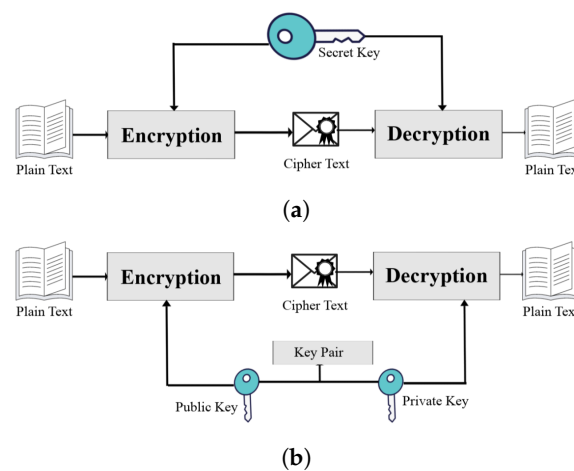 Secret Key
Encryption
Decryption
Plain Text
Cipher Text
Plain Tex
(a)
Encryption
Decryption
Plain Text
Cipher Text
Plain Tex
Key Pair
Public Key
Private Key
(b)